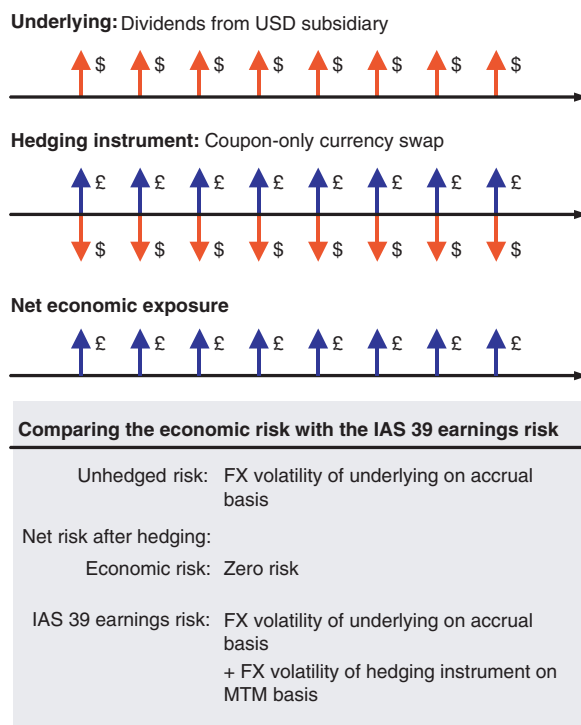 Underlying: Dividends from USD subsidiary
$ $ $ $ $ $ $ $
Hedging instrument: Coupon-only currency swap
£ £ £ £ £ £ £ £
$ $ $ $ $ $ $ $
Net economic exposure
£ £ £ £ £ £ £ £
Comparing the economic risk with the IAS 39 earnings risk
Unhedged risk: FX volatility of underlying on accrual
basis
Net risk after hedging:
Economic risk: Zero risk
IAS 39 earnings risk: FX volatility of underlying on accrual
basis
+ FX volatility of hedging instrument on
MTM basis